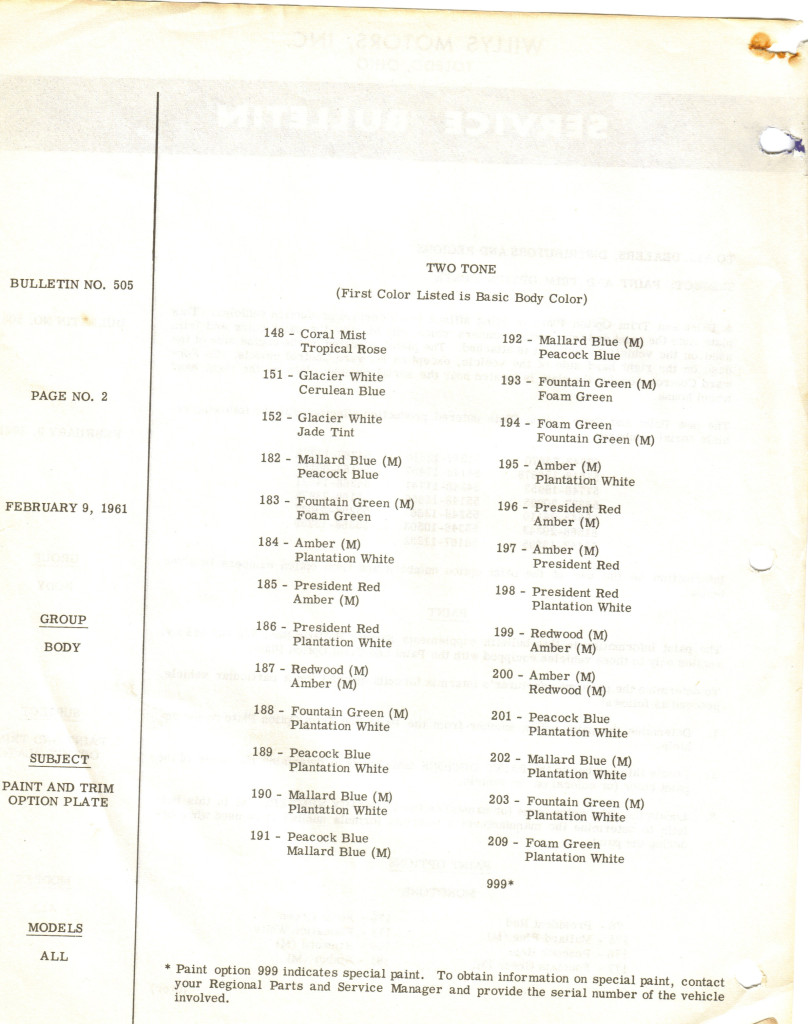 BULLETIN NO. 505
PAGE NO. 2
FEBRUARY 9, 1961
GROUP
BODY
SUBJECT
PAINT AND TRIM
OPTION PLATE
MODELS
ALL
TWO TONE
(First Color Listed is Basic Body Color)
148 - Coral Mist
Tropical Rose
151 - Glacier White
Cerulean Blue
152 - Glacier White
Jade Tint
182 - Mallard Blue (M)
Peacock Blue
183 - Fountain Green (M)
Foam Green
184 - Amber (M)
Plantation White
185 - President Red
Amber (M)
186 - President Red
Plantation White
187 - Redwood (M)
Amber (M)
188 - Fountain Green (M)
Plantation White
189 - Peacock Blue
Plantation White
190 - Mallard Blue (M)
Plantation White
191 - Peacock Blue
Mallard Blue (M)
192 - Mallard Blue (M)
Peacock Blue
193 - Fountain Green (M)
Foam Green
194 - Foam Green
Fountain Green (M)
195 - Amber (M)
Plantation White
196 - President Red
Amber (M)
197 - Amber (M)
President Red
198 - President Red
Plantation White
199 - Redwood (M)
Amber (M)
200 - Amber (M)
Redwood (M)
201 - Peacock Blue
Plantation White
202 - Mallard Blue (M)
Plantation White
203 - Fountain Green (M)
Plantation White
209 - Foam Green
Plantation White
999*
* Paint option 999 indicates special paint. To obtain information on special paint, contact
your Regional Parts and Service Manager and provide the serial number of the vehicle
involved.
WILLYS MOTORS, INC.
SERVICE BULLETIN